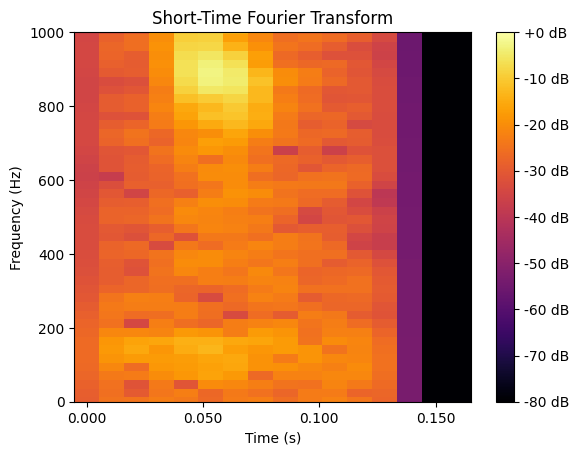 Short-Time Fourier Transform
1000
800
600
400
200
0
Frequency (Hz)
0.000
0.050
0.100
0.150
Time (s)
+0 dB
-10 dB
-20 dB
-30 dB
-40 dB
-50 dB
-60 dB
-70 dB
-80 dB